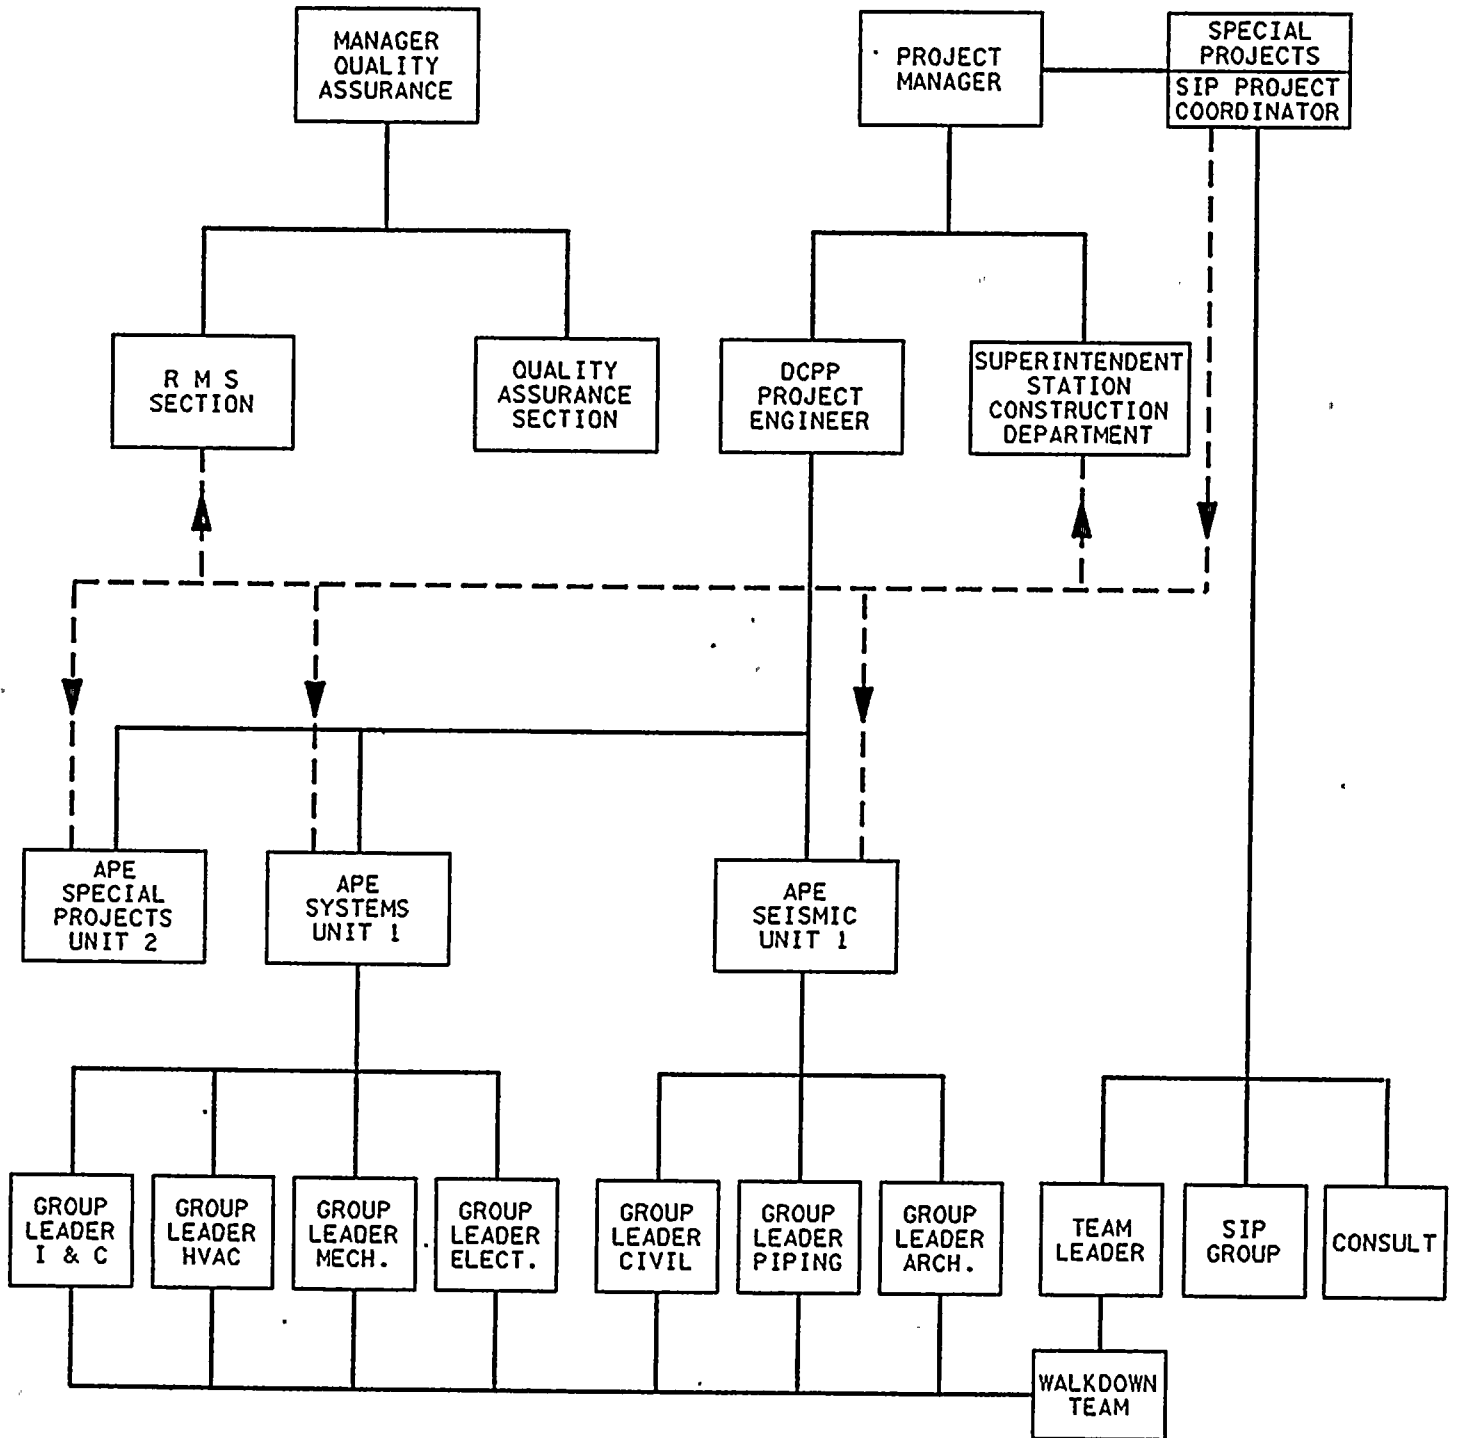 MANAGER
QUALITY
ASSURANCE
PROJECT
MANAGER
SPECIAL
PROJECTS
SIP PROJECT
COORDINATOR
R M S
SECTION
QUALITY
ASSURANCE
SECTION
DCPP
PROJECT
ENGINEER
SUPERINTENDENT
STATION
CONSTRUCTION
DEPARTMENT
APE
SPECIAL
PROJECTS
UNIT 2
APE
SYSTEMS
UNIT 1
APE
SEISMIC
UNIT 1
GROUP
LEADER
I & C
GROUP
LEADER
HVAC
GROUP
LEADER
MECH.
GROUP
LEADER
ELECT.
GROUP
LEADER
CIVIL
GROUP
LEADER
PIPING
GROUP
LEADER
ARCH.
TEAM
LEADER
SIP
GROUP
CONSULT
WALKDOWN
TEAM